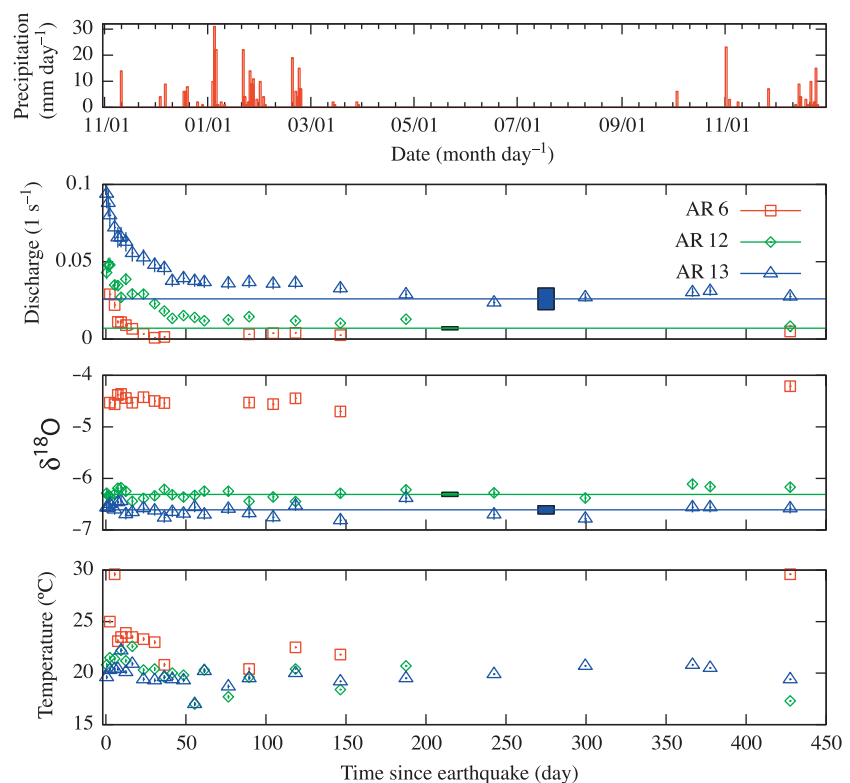 Precipitation
(mm day⁻¹)
30
20
10
0
11/01 01/01 03/01 05/01 07/01 09/01 11/01
Date (month day⁻¹)
Discharge (1 s⁻¹)
0.1
0.05
0
AR 6
AR 12
AR 13
δ¹⁸O
–4
–5
–6
–7
Temperature (ºC)
30
25
20
15
0 50 100 150 200 250 300 350 400 450
Time since earthquake (day)